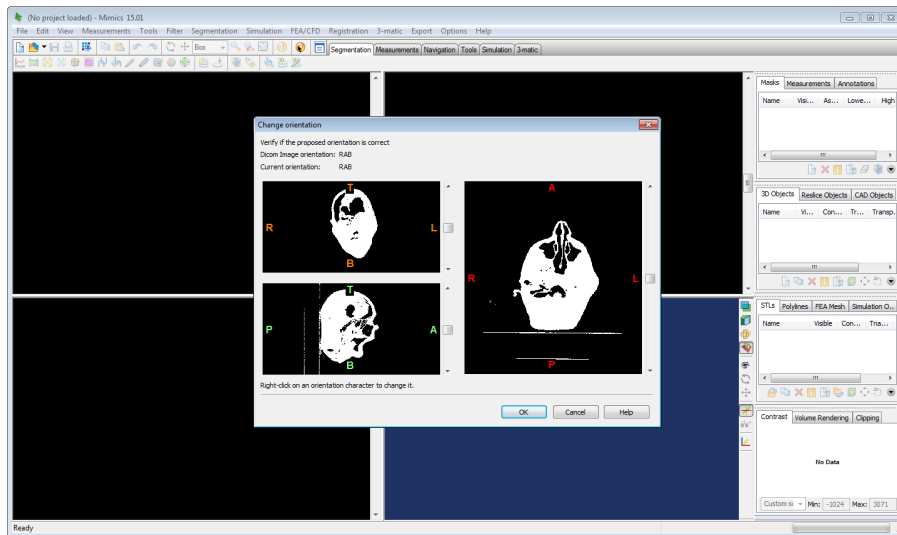 (No project loaded) - Mimics 15.01
File Edit View Measurements Tools Filter Segmentation Simulation FEA/CFD Registration 3-matic Export Options Help
Box Segmentation Measurements Navigation Tools Simulation 3-matic
Change orientation
Verify if the proposed orientation is correct
Dicom Image orientation: RAB
Current orientation: RAB
T
R L
B
T
P A
B
A
R L
P
Right-click on an orientation character to change it.
OK Cancel Help
Masks Measurements Annotations
Name Visi... As... Lowe... High
3D Objects Reslice Objects CAD Objects
Name Vi... Con... Tr... Transp.
STLs Polylines FEA Mesh Simulation O...
Name Visible Con... Tria...
Contrast Volume Rendering Clipping
No Data
Custom sc Min: -1024 Max: 3071
Ready